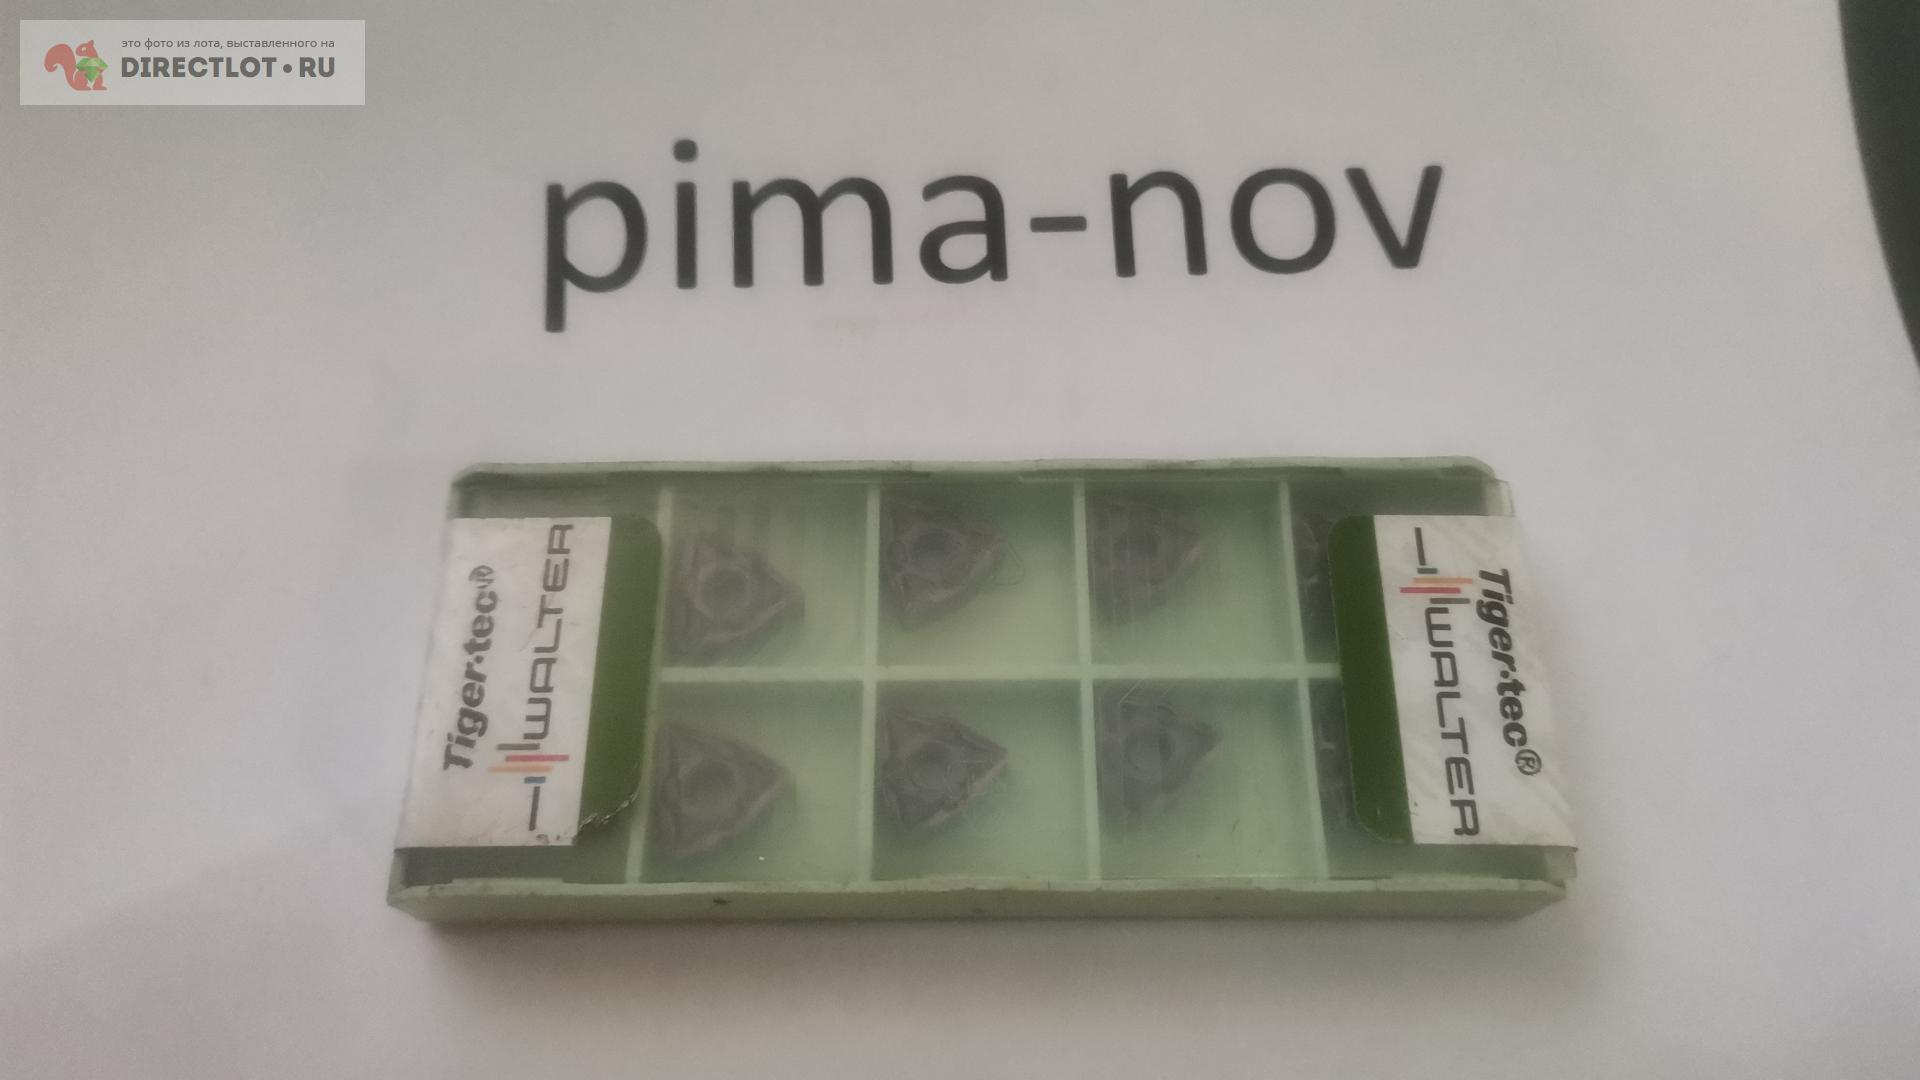 это фото из лота, выставленного на
DIRECTLOT•RU
pima-nov
Tiger·tec®
WALTER
WALTER
Tiger·tec®